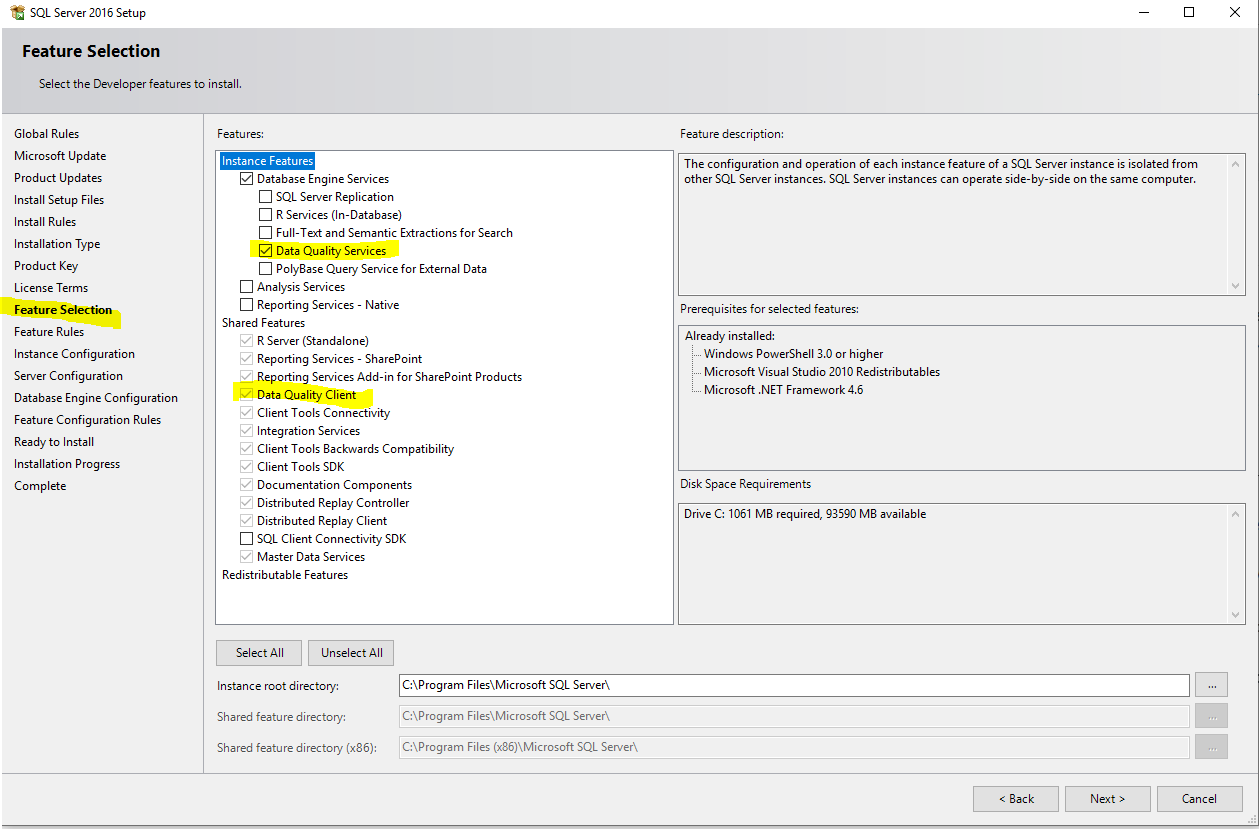 SQL Server 2016 Setup
Feature Selection
Select the Developer features to install.
Global Rules
Microsoft Update
Product Updates
Install Setup Files
Install Rules
Installation Type
Product Key
License Terms
Feature Selection
Feature Rules
Instance Configuration
Server Configuration
Database Engine Configuration
Feature Configuration Rules
Ready to Install
Installation Progress
Complete
Features:
Instance Features
Database Engine Services
SQL Server Replication
R Services (In-Database)
Full-Text and Semantic Extractions for Search
Data Quality Services
PolyBase Query Service for External Data
Analysis Services
Reporting Services - Native
Shared Features
R Server (Standalone)
Reporting Services - SharePoint
Reporting Services Add-in for SharePoint Products
Data Quality Client
Client Tools Connectivity
Integration Services
Client Tools Backwards Compatibility
Client Tools SDK
Documentation Components
Distributed Replay Controller
Distributed Replay Client
SQL Client Connectivity SDK
Master Data Services
Redistributable Features
Feature description:
The configuration and operation of each instance feature of a SQL Server instance is isolated from
other SQL Server instances. SQL Server instances can operate side-by-side on the same computer.
Prerequisites for selected features:
Already installed:
Windows PowerShell 3.0 or higher
Microsoft Visual Studio 2010 Redistributables
Microsoft .NET Framework 4.6
Disk Space Requirements
Drive C: 1061 MB required, 93590 MB available
Select All
Unselect All
Instance root directory:
C:\Program Files\Microsoft SQL Server\
...
Shared feature directory:
C:\Program Files\Microsoft SQL Server\
...
Shared feature directory (x86):
C:\Program Files (x86)\Microsoft SQL Server\
...
< Back
Next >
Cancel